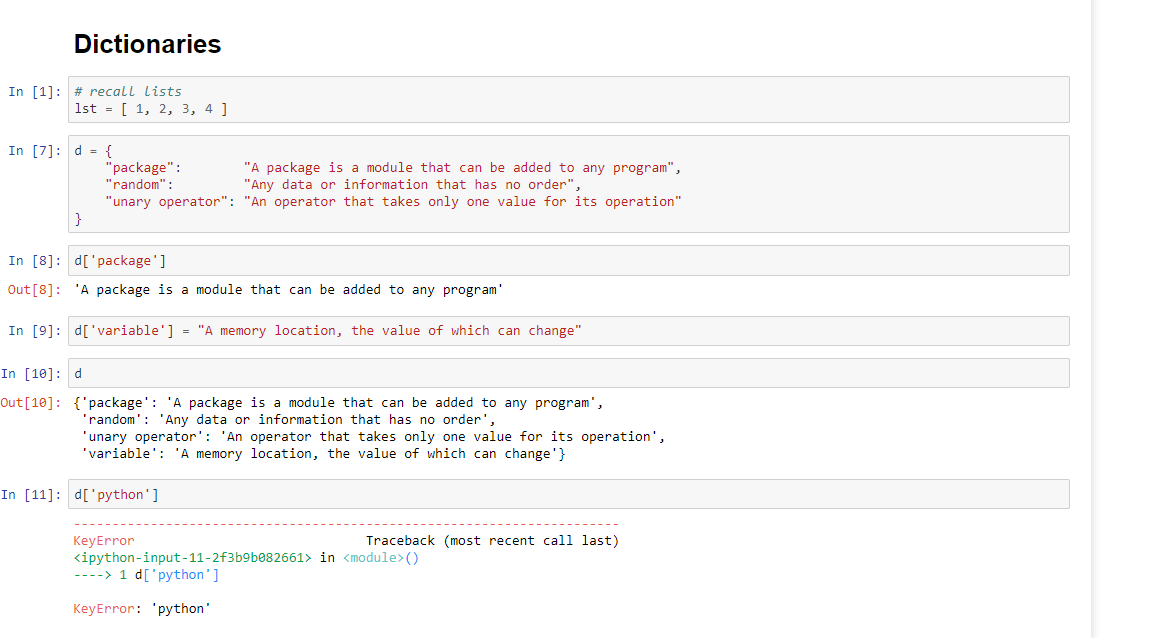 Dictionaries
In [1]: # recall lists
lst = [ 1, 2, 3, 4 ]
In [7]: d = {
    "package":        "A package is a module that can be added to any program",
    "random":         "Any data or information that has no order",
    "unary operator": "An operator that takes only one value for its operation"
}
In [8]: d['package']
Out[8]: 'A package is a module that can be added to any program'
In [9]: d['variable'] = "A memory location, the value of which can change"
In [10]: d
Out[10]: {'package': 'A package is a module that can be added to any program',
 'random': 'Any data or information that has no order',
 'unary operator': 'An operator that takes only one value for its operation',
 'variable': 'A memory location, the value of which can change'}
In [11]: d['python']
---------------------------------------------------------------------------
KeyError                                  Traceback (most recent call last)
<ipython-input-11-2f3b9b082661> in <module>()
----> 1 d['python']
KeyError: 'python'